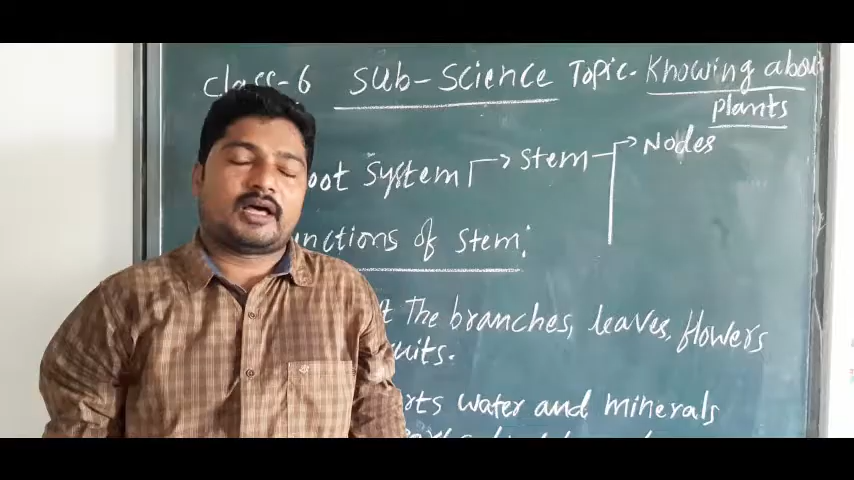 Class-6 Sub-Science Topic. Knowing about
plants
oot System → Stem → Nodes
nctions of Stem:
The branches, leaves, flowers
uits.
rts water and minerals